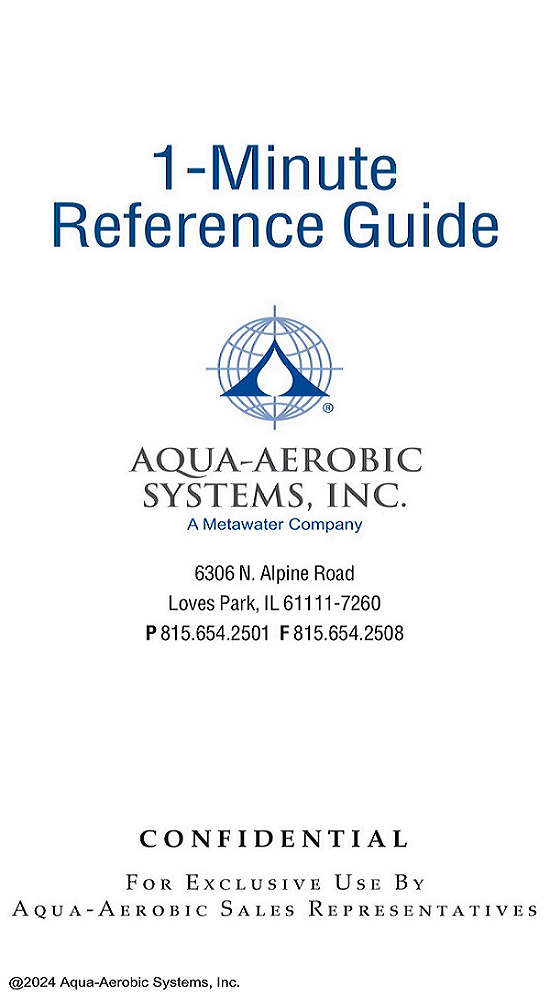 1-Minute
Reference Guide
®
AQUA-AEROBIC
SYSTEMS, INC.
A Metawater Company
6306 N. Alpine Road
Loves Park, IL 61111-7260
P 815.654.2501 F 815.654.2508
CONFIDENTIAL
For Exclusive Use By
Aqua-Aerobic Sales Representatives
@2024 Aqua-Aerobic Systems, Inc.